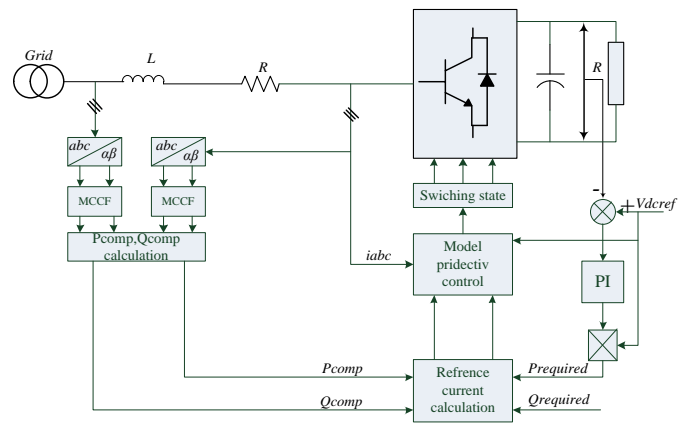 Grid
L
R
R
abc
αβ
abc
αβ
MCCF
MCCF
Pcomp,Qcomp
calculation
Swiching state
-
+Vdcref
iabc
Model
pridectiv
control
PI
Pcomp
Qcomp
Refrence
current
calculation
Prequired
Qrequired